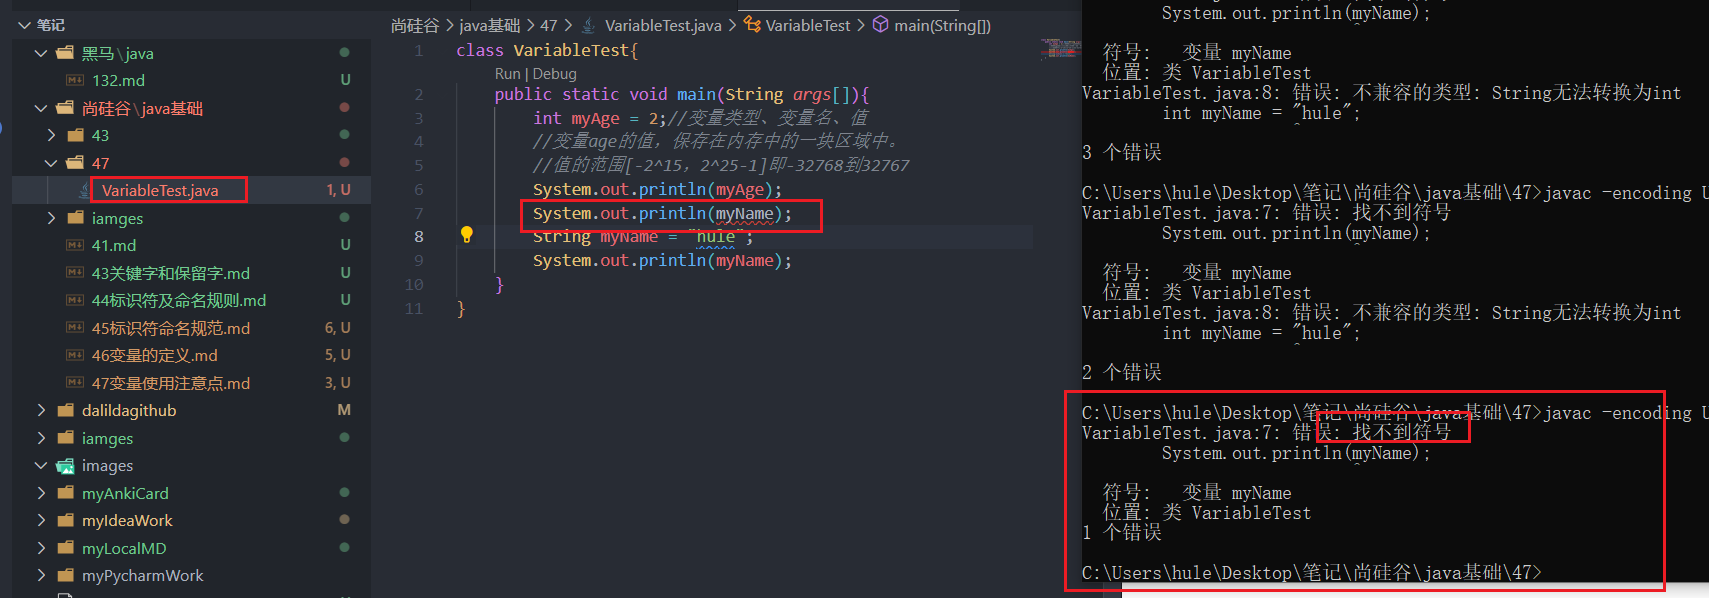 笔记
黑马\java
132.md U
尚硅谷\java基础
43
47
VariableTest.java 1, U
iamges
41.md U
43关键字和保留字.md U
44标识符及命名规则.md U
45标识符命名规范.md 6, U
46变量的定义.md 5, U
47变量使用注意点.md 3, U
dalildagithub M
iamges
images
myAnkiCard
myIdeaWork
myLocalMD
myPycharmWork
尚硅谷 > java基础 > 47 > VariableTest.java > VariableTest > main(String[])
1 class VariableTest{
Run | Debug
2 public static void main(String args[]){
3 int myAge = 2;//变量类型、变量名、值
4 //变量age的值，保存在内存中的一块区域中。
5 //值的范围[-2^15，2^25-1]即-32768到32767
6 System.out.println(myAge);
7 System.out.println(myName);
8 String myName = "hule";
9 System.out.println(myName);
10 }
11 }
System.out.println(myName);
^
符号:   变量 myName
位置: 类 VariableTest
VariableTest.java:8: 错误: 不兼容的类型: String无法转换为int
int myName = "hule";
^
3 个错误
C:\Users\hule\Desktop\笔记\尚硅谷\java基础\47>javac -encoding U
VariableTest.java:7: 错误: 找不到符号
System.out.println(myName);
^
符号:   变量 myName
位置: 类 VariableTest
VariableTest.java:8: 错误: 不兼容的类型: String无法转换为int
int myName = "hule";
^
2 个错误
C:\Users\hule\Desktop\笔记\尚硅谷\java基础\47>javac -encoding U
VariableTest.java:7: 错误: 找不到符号
System.out.println(myName);
^
符号:   变量 myName
位置: 类 VariableTest
1 个错误
C:\Users\hule\Desktop\笔记\尚硅谷\java基础\47>